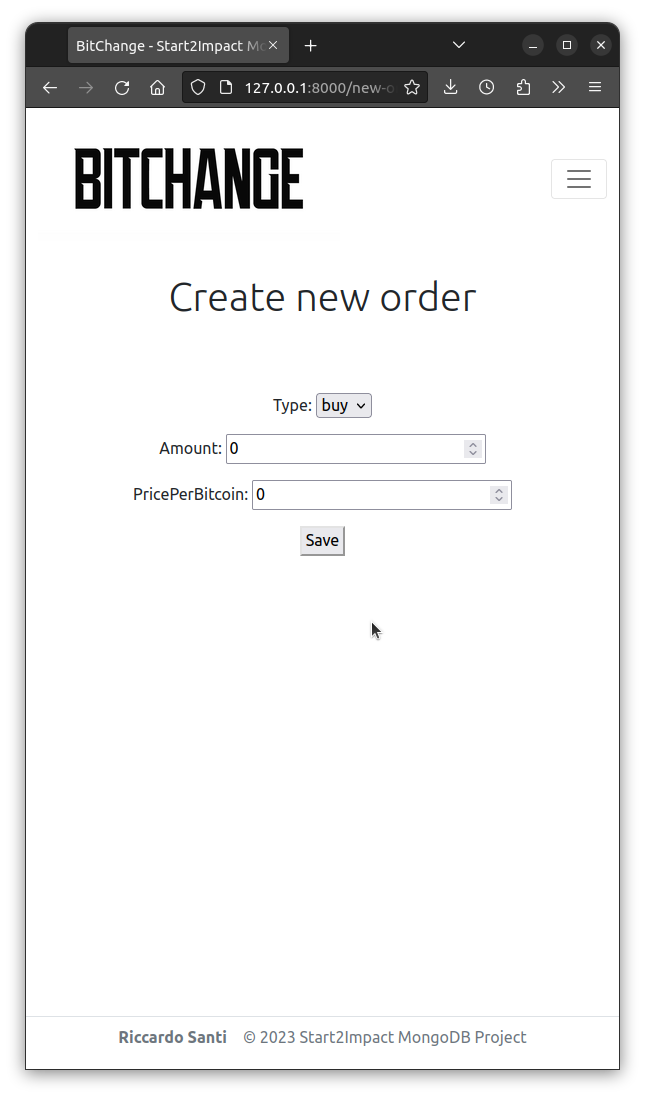 BitChange - Start2Impact Mo
127.0.0.1:8000/new-o
BITCHANGE
Create new order
Type: buy
Amount: 0
PricePerBitcoin: 0
Save
Riccardo Santi © 2023 Start2Impact MongoDB Project